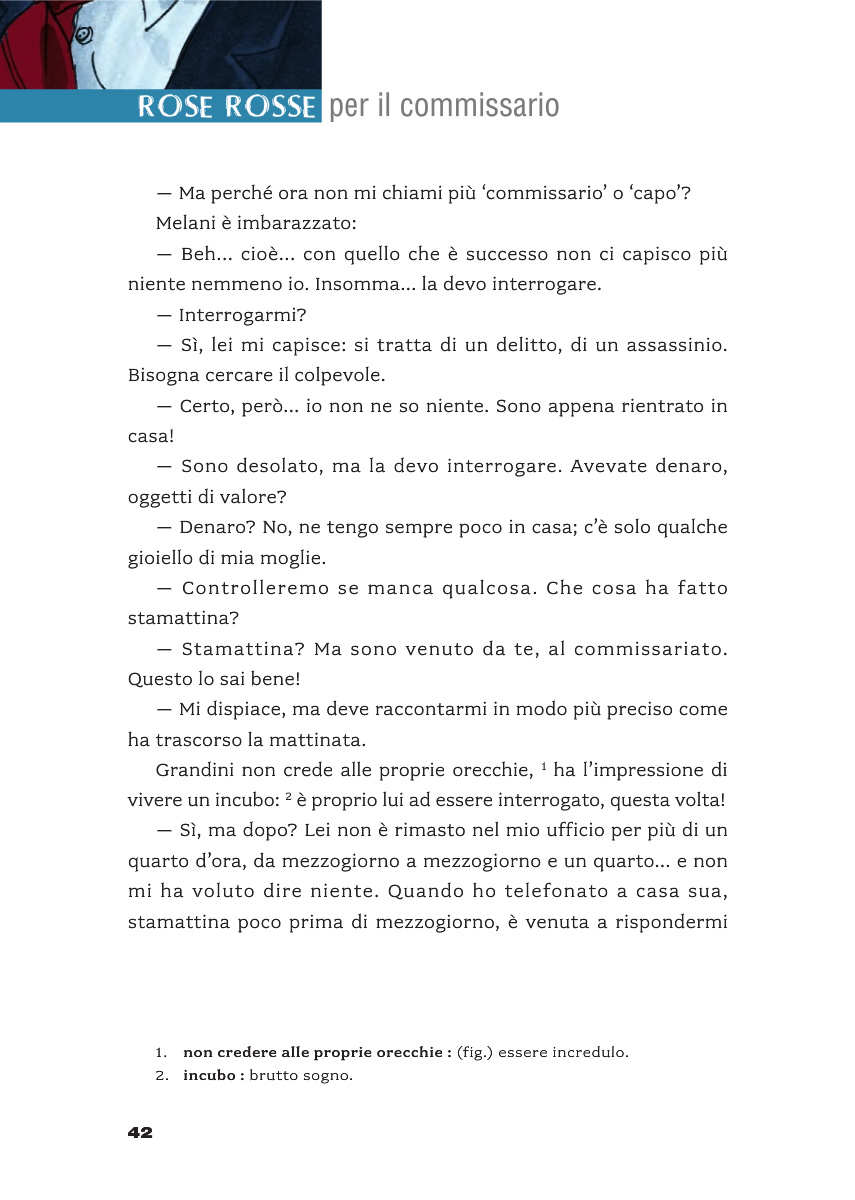 ROSE ROSSE per il commissario
— Ma perché ora non mi chiami più ‘commissario’ o ‘capo’?
Melani è imbarazzato:
— Beh... cioè... con quello che è successo non ci capisco più
niente nemmeno io. Insomma... la devo interrogare.
— Interrogarmi?
— Sì, lei mi capisce: si tratta di un delitto, di un assassinio.
Bisogna cercare il colpevole.
— Certo, però... io non ne so niente. Sono appena rientrato in
casa!
— Sono desolato, ma la devo interrogare. Avevate denaro,
oggetti di valore?
— Denaro? No, ne tengo sempre poco in casa; c’è solo qualche
gioiello di mia moglie.
— Controlleremo se manca qualcosa. Che cosa ha fatto
stamattina?
— Stamattina? Ma sono venuto da te, al commissariato.
Questo lo sai bene!
— Mi dispiace, ma deve raccontarmi in modo più preciso come
ha trascorso la mattinata.
Grandini non crede alle proprie orecchie, 1 ha l’impressione di
vivere un incubo: 2 è proprio lui ad essere interrogato, questa volta!
— Sì, ma dopo? Lei non è rimasto nel mio ufficio per più di un
quarto d’ora, da mezzogiorno a mezzogiorno e un quarto... e non
mi ha voluto dire niente. Quando ho telefonato a casa sua,
stamattina poco prima di mezzogiorno, è venuta a rispondermi
1. non credere alle proprie orecchie : (fig.) essere incredulo.
2. incubo : brutto sogno.
42